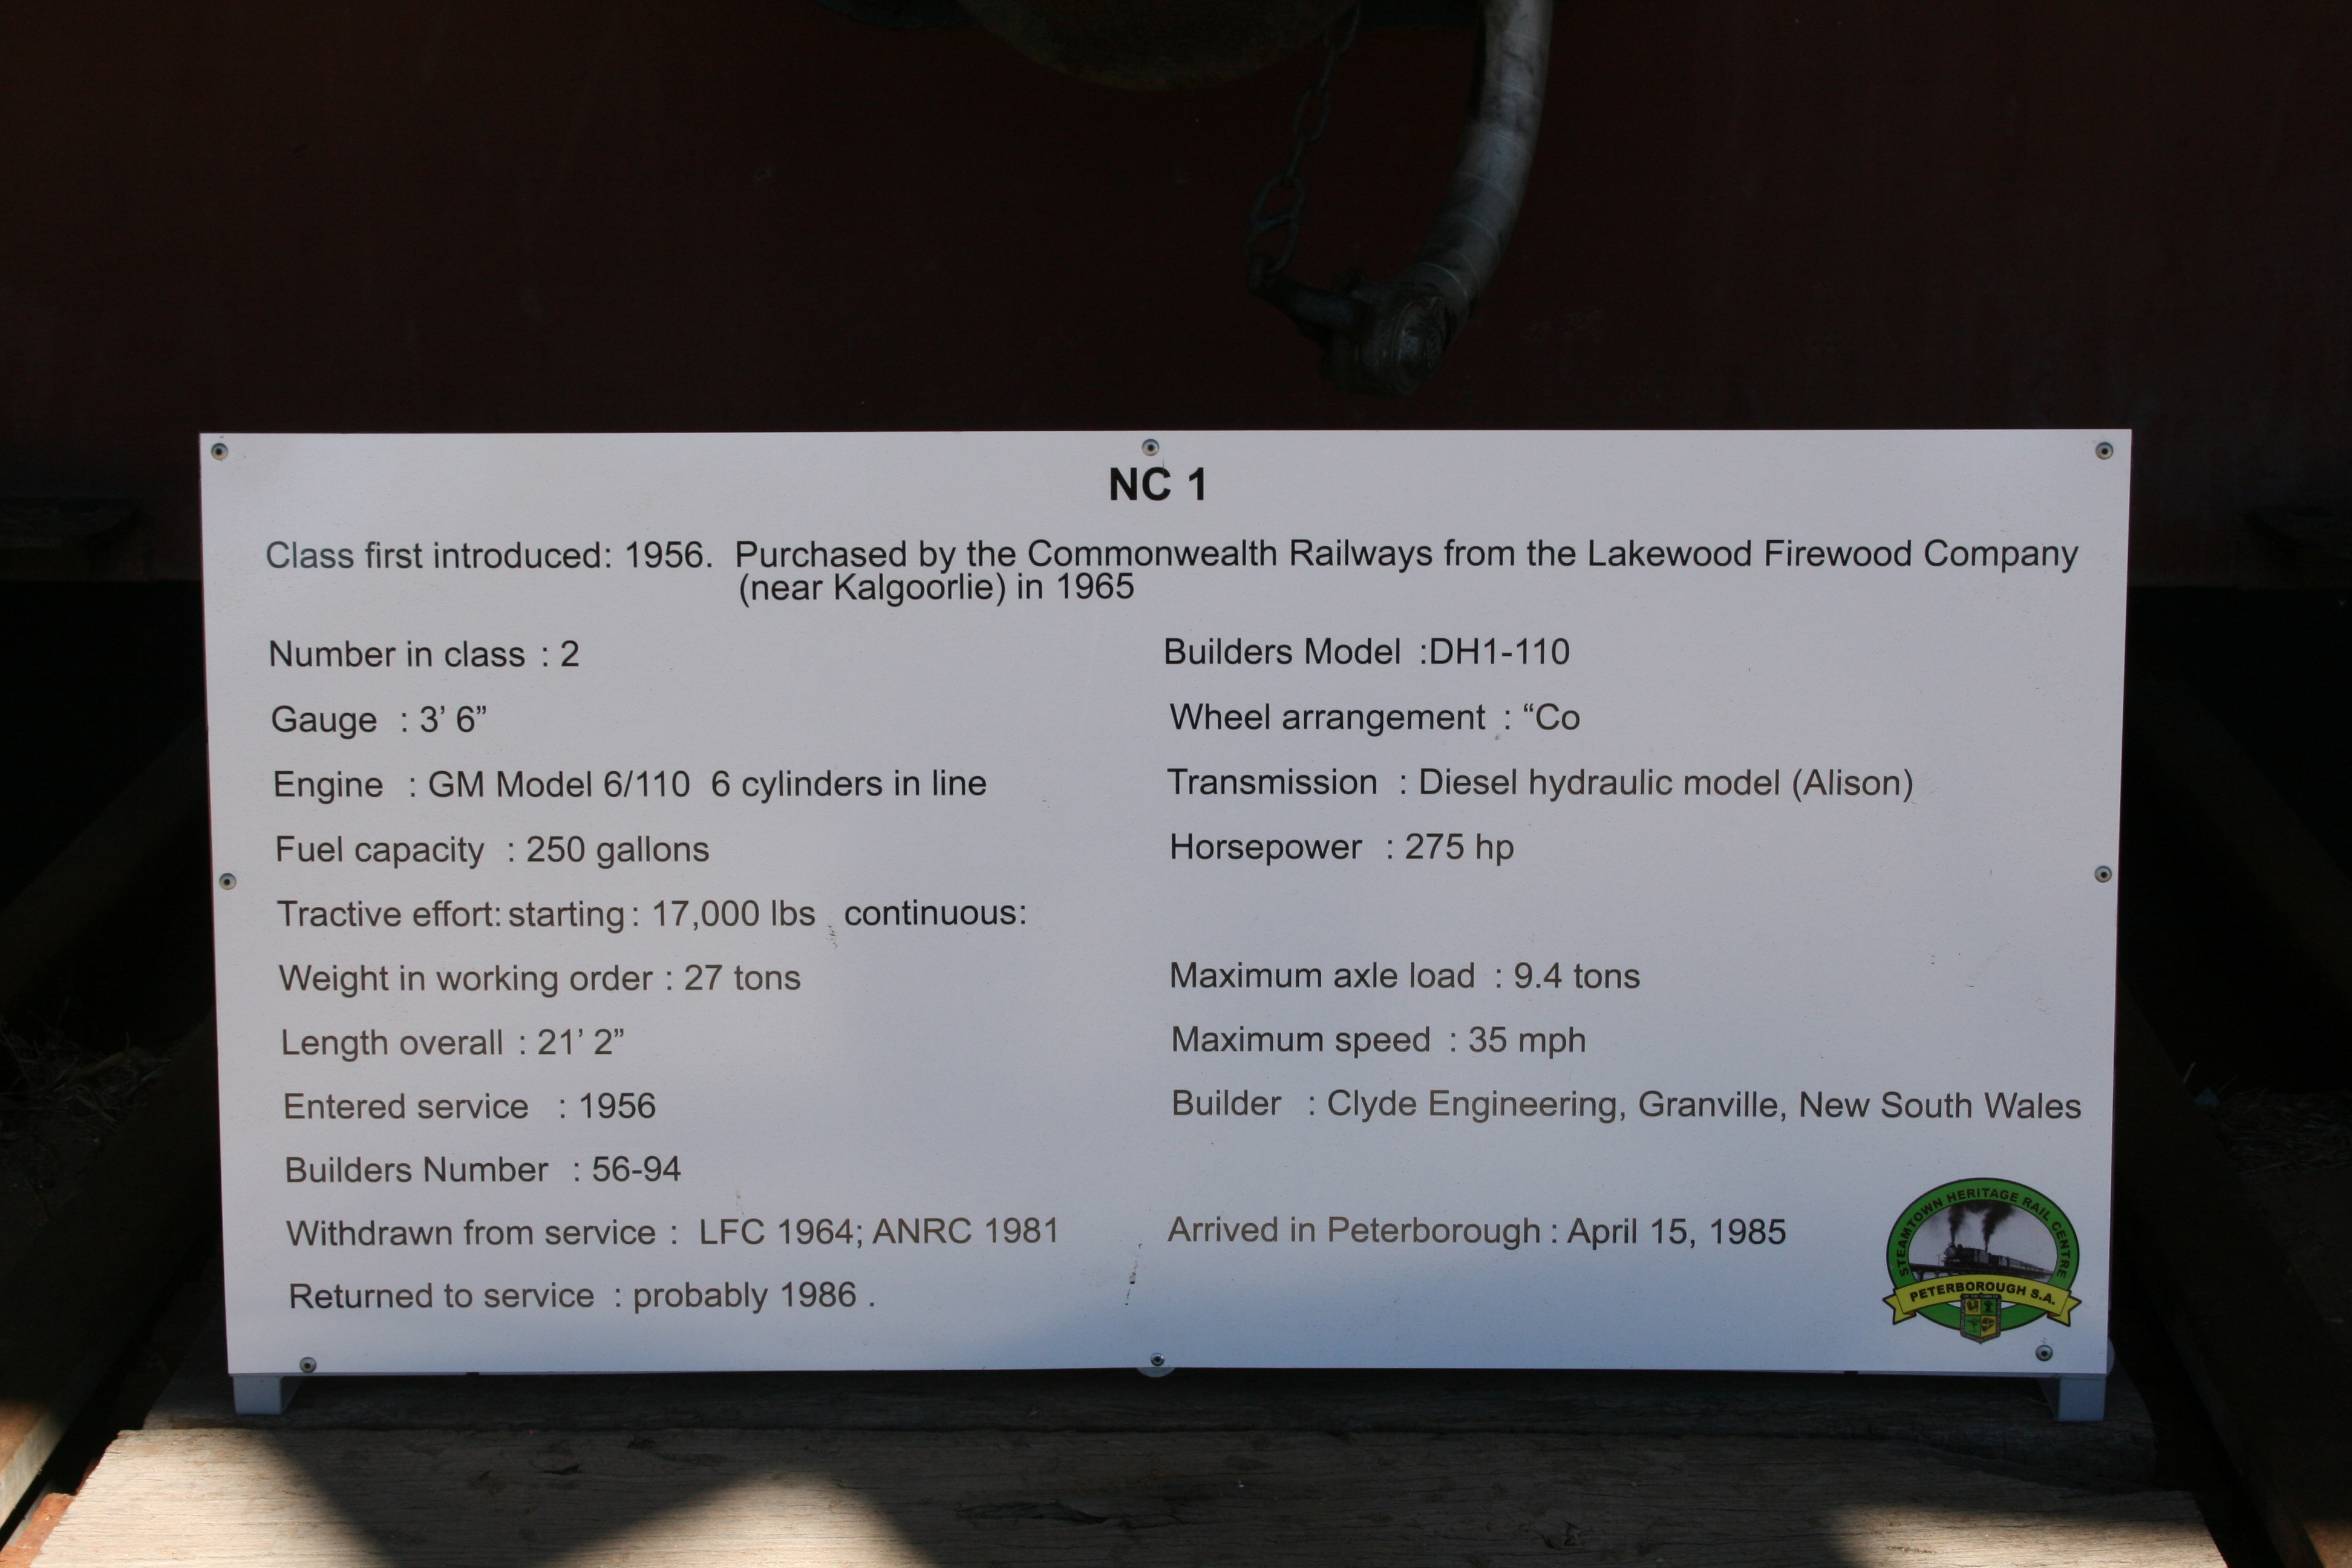 NC 1
Class first introduced: 1956. Purchased by the Commonwealth Railways from the Lakewood Firewood Company
(near Kalgoorlie) in 1965
Number in class : 2
Builders Model :DH1-110
Gauge : 3’ 6”
Wheel arrangement : “Co
Engine : GM Model 6/110 6 cylinders in line
Transmission : Diesel hydraulic model (Alison)
Fuel capacity : 250 gallons
Horsepower : 275 hp
Tractive effort: starting : 17,000 lbs continuous:
Weight in working order : 27 tons
Maximum axle load : 9.4 tons
Length overall : 21’ 2”
Maximum speed : 35 mph
Entered service : 1956
Builder : Clyde Engineering, Granville, New South Wales
Builders Number : 56-94
Withdrawn from service : LFC 1964; ANRC 1981
Arrived in Peterborough : April 15, 1985
Returned to service : probably 1986 .
STEAMTOWN HERITAGE RAIL CENTRE
PETERBOROUGH S.A.